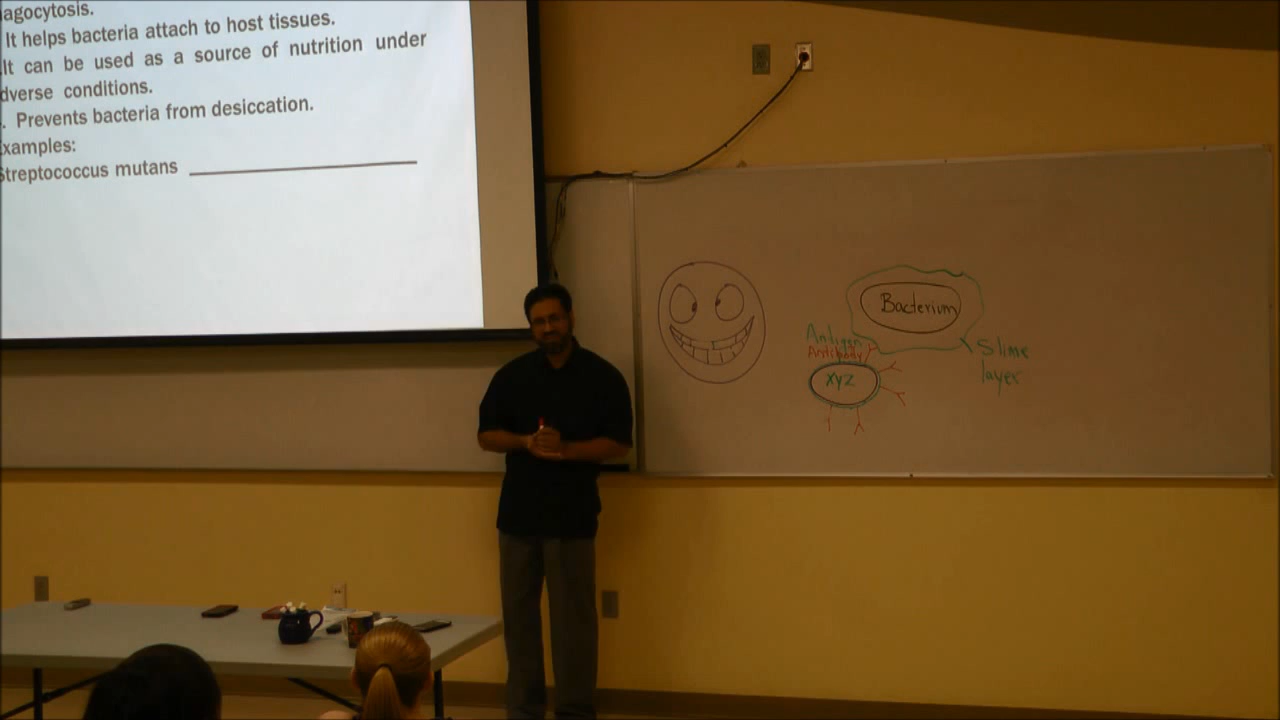 agocytosis.
It helps bacteria attach to host tissues.
It can be used as a source of nutrition under
dverse conditions.
. Prevents bacteria from desiccation.
xamples:
Streptococcus mutans
Bacterium
Antigen
Antibody
XYZ
Slime
layer